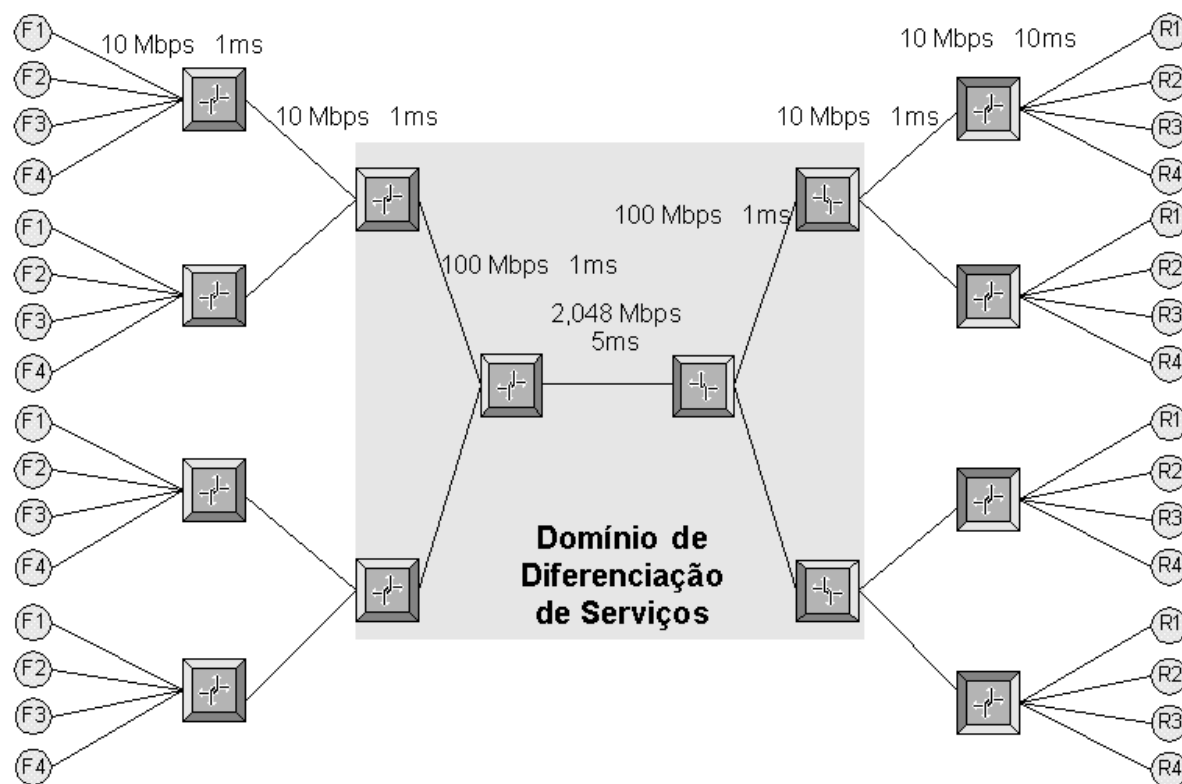 F1
F2
F3
F4
F1
F2
F3
F4
F1
F2
F3
F4
F1
F2
F3
F4
10 Mbps 1ms
10 Mbps 1ms
100 Mbps 1ms
2,048 Mbps
5ms
100 Mbps 1ms
10 Mbps 1ms
10 Mbps 10ms
Domínio de
Diferenciação
de Serviços
R1
R2
R3
R4
R1
R2
R3
R4
R1
R2
R3
R4
R1
R2
R3
R4